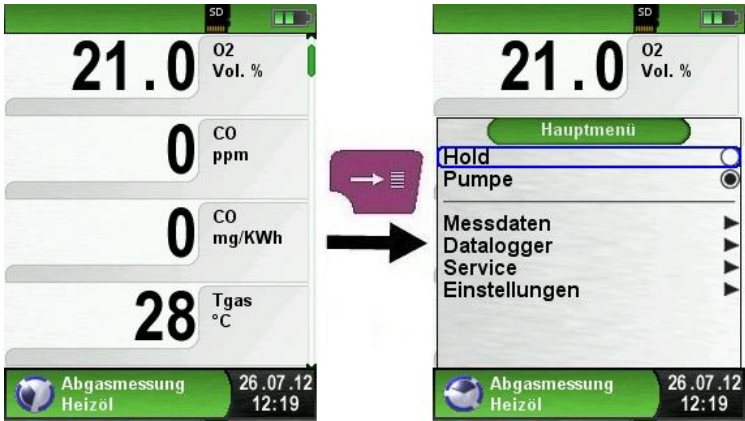 SD
21.0 O2
Vol. %
0 CO
ppm
0 CO
mg/KWh
28 Tgas
°C
Abgasmessung
Heizöl
26.07.12
12:19
SD
21.0 O2
Vol. %
Hauptmenü
Hold
Pumpe
Messdaten
Datalogger
Service
Einstellungen
Abgasmessung
Heizöl
26.07.12
12:19